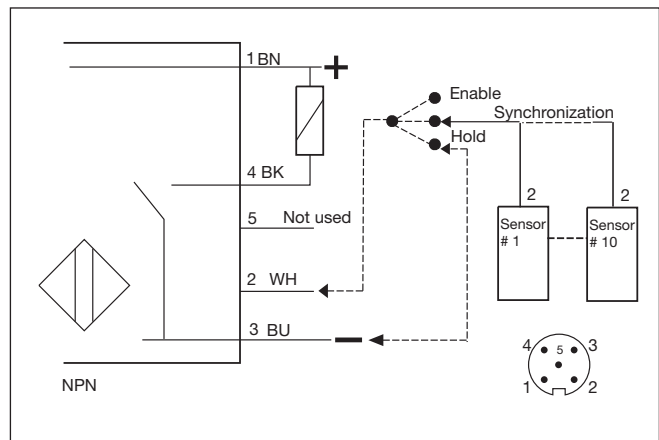 1 BN
+
Enable
Synchronization
Hold
4 BK
2
2
5 Not used
Sensor
# 1
Sensor
# 10
2 WH
3 BU
−
NPN
4 5 3
1 2